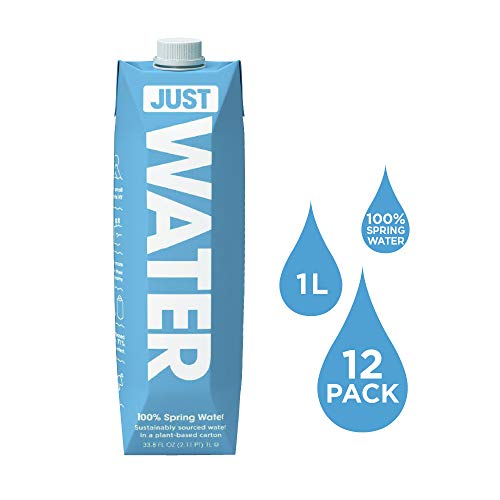 JUST
WATER
100% Spring Water
Sustainably sourced water
in a plant-based carton
33.8 FL OZ (2.11 PT) 1L
100%
SPRING
WATER
1L
12
PACK